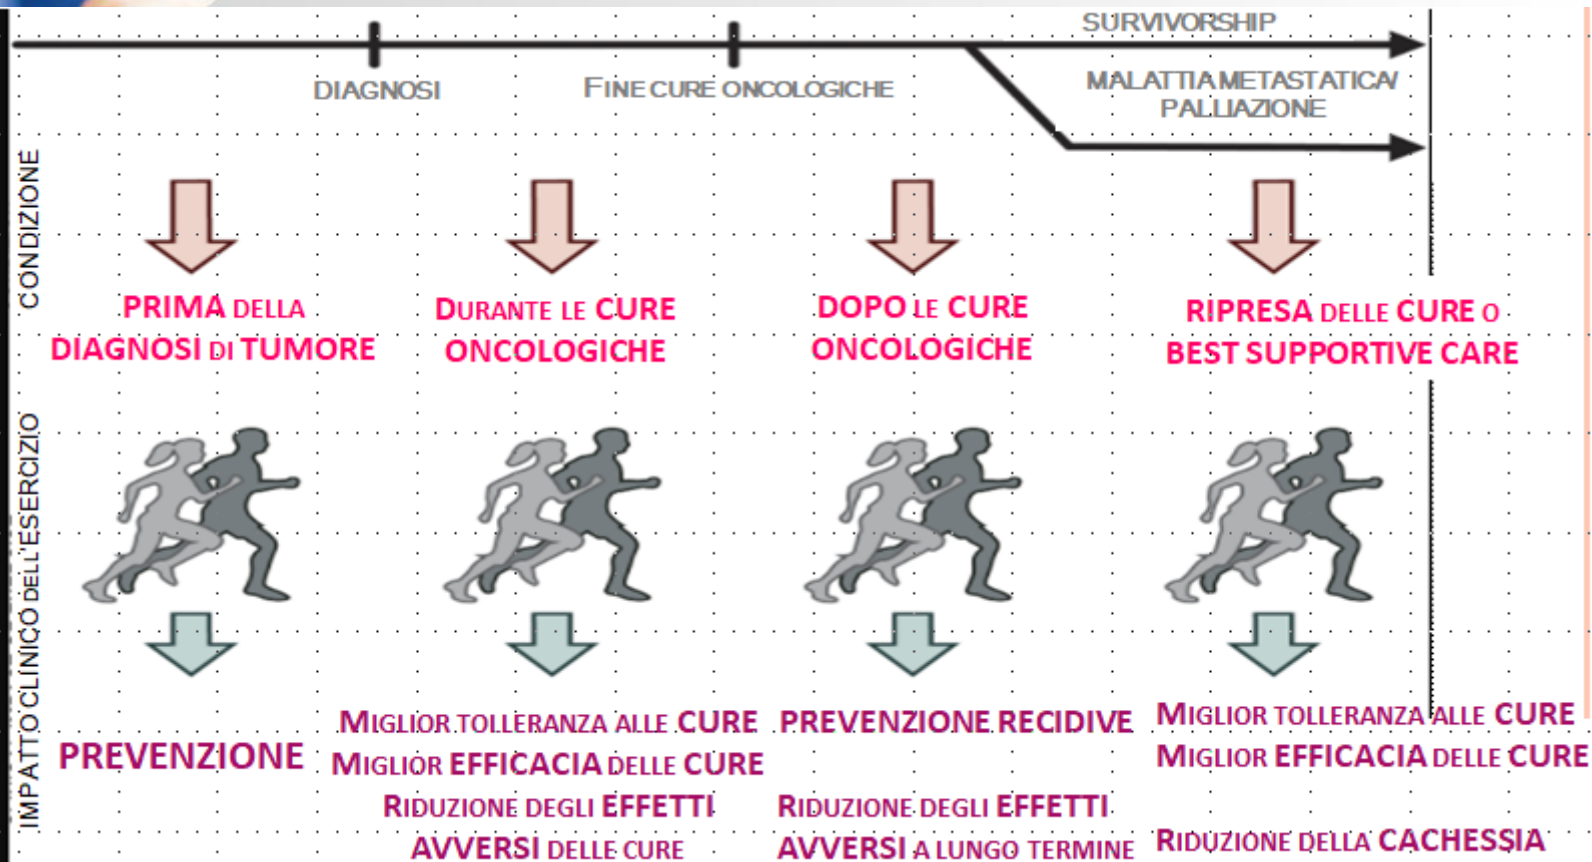 SURVIVORSHIP
DIAGNOSI
FINE CURE ONCOLOGICHE
MALATTIA METASTATICA/
PALLIAZIONE
CONDIZIONE
PRIMA DELLA
DIAGNOSI DI TUMORE
DURANTE LE CURE
ONCOLOGICHE
DOPO LE CURE
ONCOLOGICHE
RIPRESA DELLE CURE O
BEST SUPPORTIVE CARE
IMPATTO CLINICO DELL'ESERCIZIO
PREVENZIONE
MIGLIOR TOLLERANZA ALLE CURE
MIGLIOR EFFICACIA DELLE CURE
RIDUZIONE DEGLI EFFETTI
AVVERSI DELLE CURE
PREVENZIONE RECIDIVE
RIDUZIONE DEGLI EFFETTI
AVVERSI A LUNGO TERMINE
MIGLIOR TOLLERANZA ALLE CURE
MIGLIOR EFFICACIA DELLE CURE
RIDUZIONE DELLA CACHESSIA